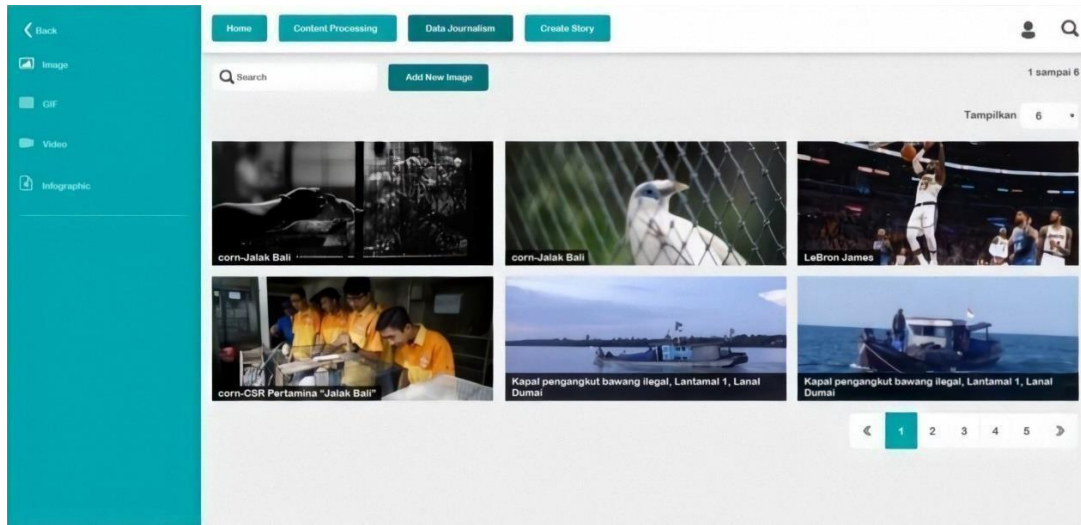 Back
Home
Content Processing
Data Journalism
Create Story
Image
GIF
Video
Infographic
Search
Add New Image
1 sampai 6
Tampilkan 6
corn-Jalak Bali
corn-Jalak Bali
LeBron James
corn-CSR Pertamina "Jalak Bali"
Kapal pengangkut bawang ilegal, Lantamal 1, Lanal
Dumai
Kapal pengangkut bawang ilegal, Lantamal 1, Lanal
Dumai
《 1 2 3 4 5 》